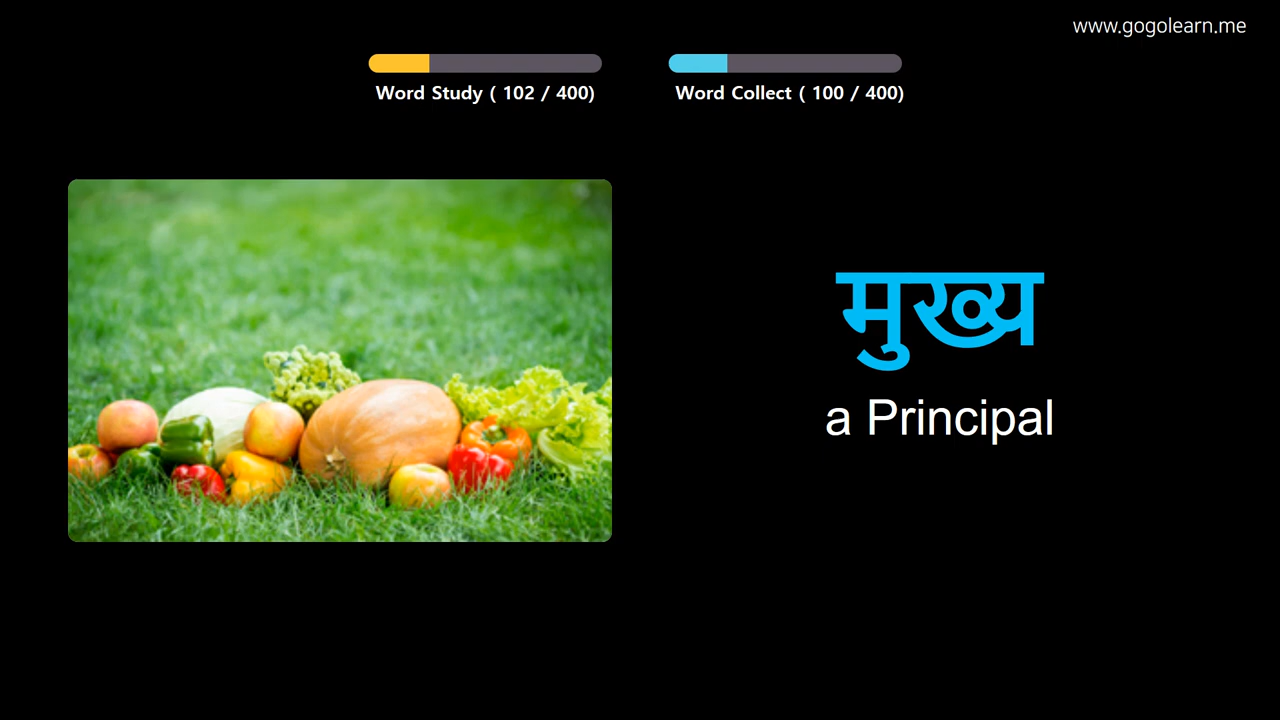 www.gogolearn.me
Word Study ( 102 / 400)
Word Collect ( 100 / 400)
मुख्य
a Principal